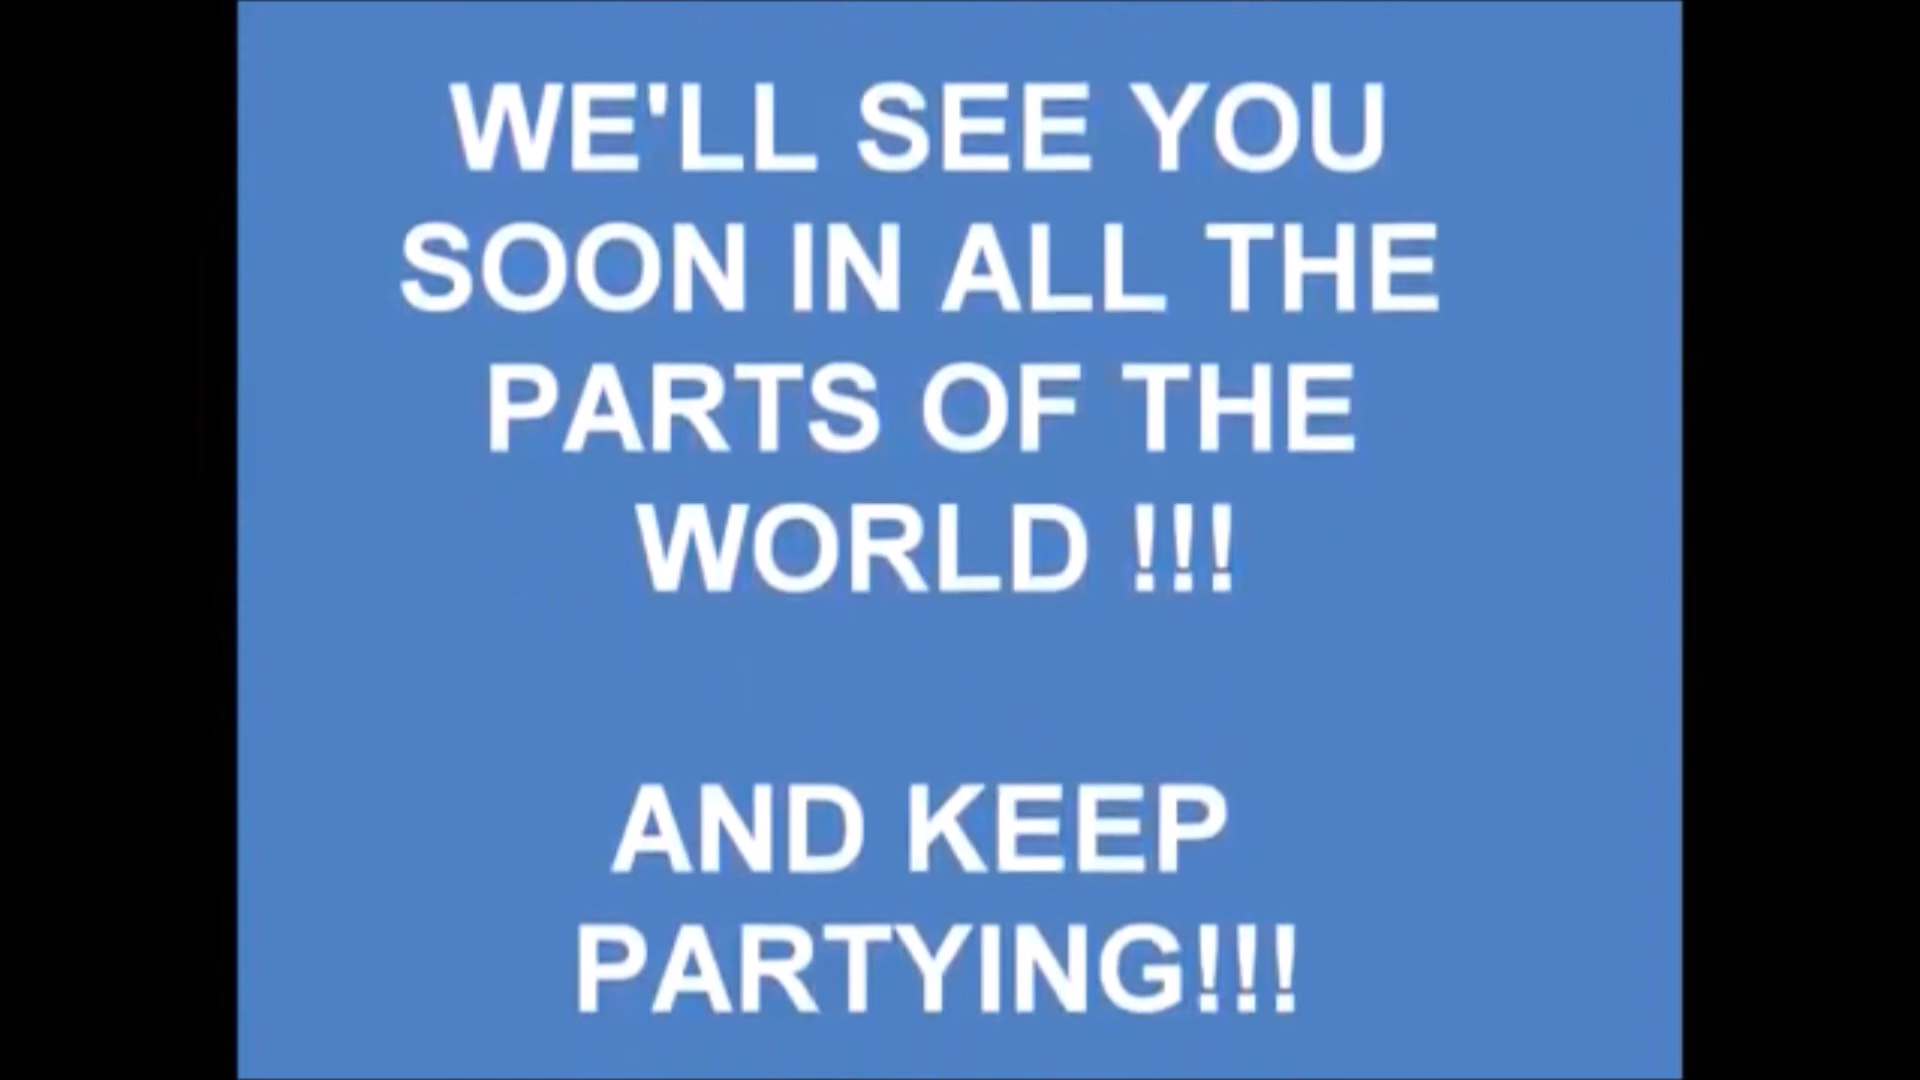 WE'LL SEE YOU
SOON IN ALL THE
PARTS OF THE
WORLD !!!
AND KEEP
PARTYING!!!